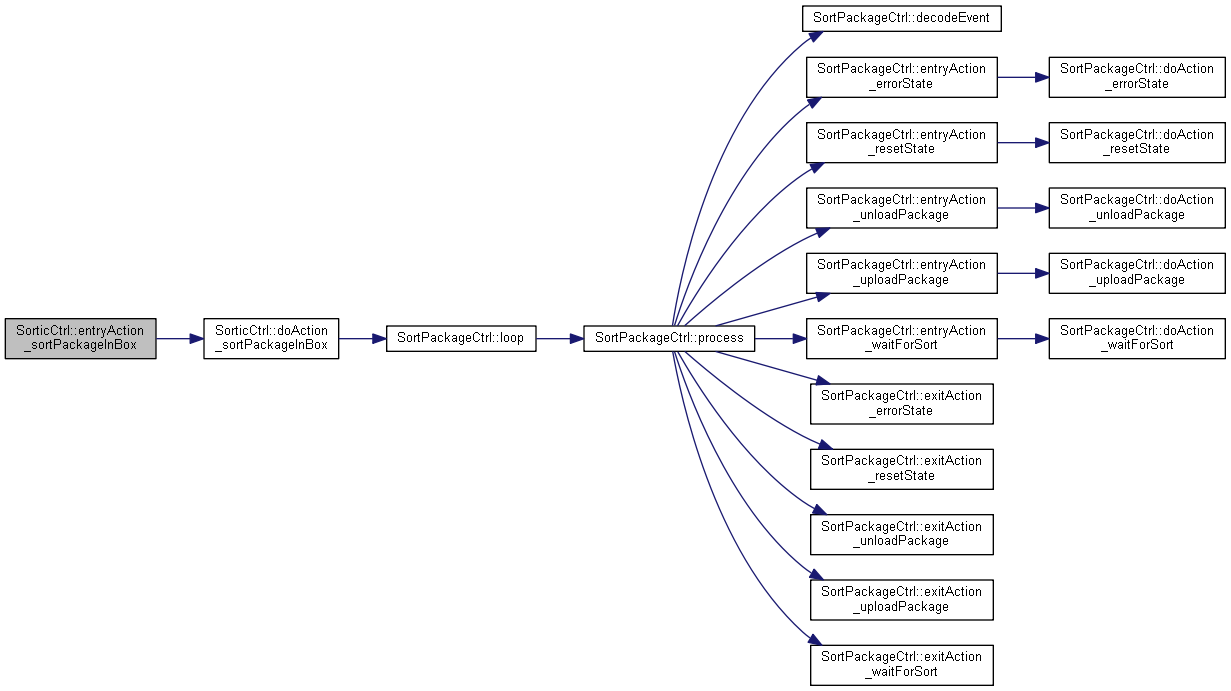 SorticCtrl::entryAction
_sortPackageInBox
SorticCtrl::doAction
_sortPackageInBox
SortPackageCtrl::loop
SortPackageCtrl::process
SortPackageCtrl::decodeEvent
SortPackageCtrl::entryAction
_errorState
SortPackageCtrl::doAction
_errorState
SortPackageCtrl::entryAction
_resetState
SortPackageCtrl::doAction
_resetState
SortPackageCtrl::entryAction
_unloadPackage
SortPackageCtrl::doAction
_unloadPackage
SortPackageCtrl::entryAction
_uploadPackage
SortPackageCtrl::doAction
_uploadPackage
SortPackageCtrl::entryAction
_waitForSort
SortPackageCtrl::doAction
_waitForSort
SortPackageCtrl::exitAction
_errorState
SortPackageCtrl::exitAction
_resetState
SortPackageCtrl::exitAction
_unloadPackage
SortPackageCtrl::exitAction
_uploadPackage
SortPackageCtrl::exitAction
_waitForSort